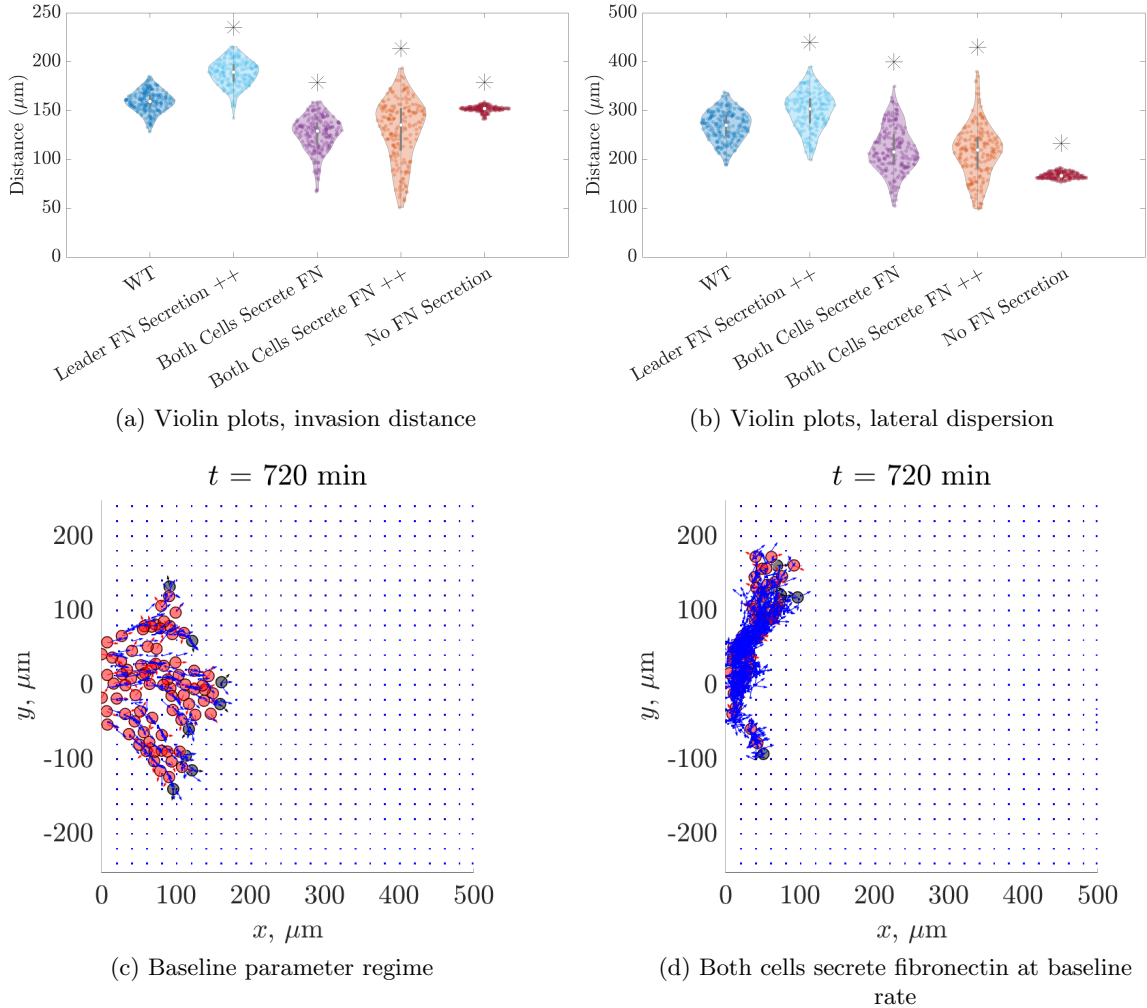 250
200
150
100
50
0
Distance (μm)
WT
Leader FN Secretion ++
Both Cells Secrete FN
Both Cells Secrete FN ++
No FN Secretion
(a) Violin plots, invasion distance
500
400
300
200
100
0
Distance (μm)
WT
Leader FN Secretion ++
Both Cells Secrete FN
Both Cells Secrete FN ++
No FN Secretion
(b) Violin plots, lateral dispersion
t = 720 min
200
100
0
-100
-200
y, μm
0 100 200 300 400 500
x, μm
(c) Baseline parameter regime
t = 720 min
200
100
0
-100
-200
y, μm
0 100 200 300 400 500
x, μm
(d) Both cells secrete fibronectin at baseline
rate